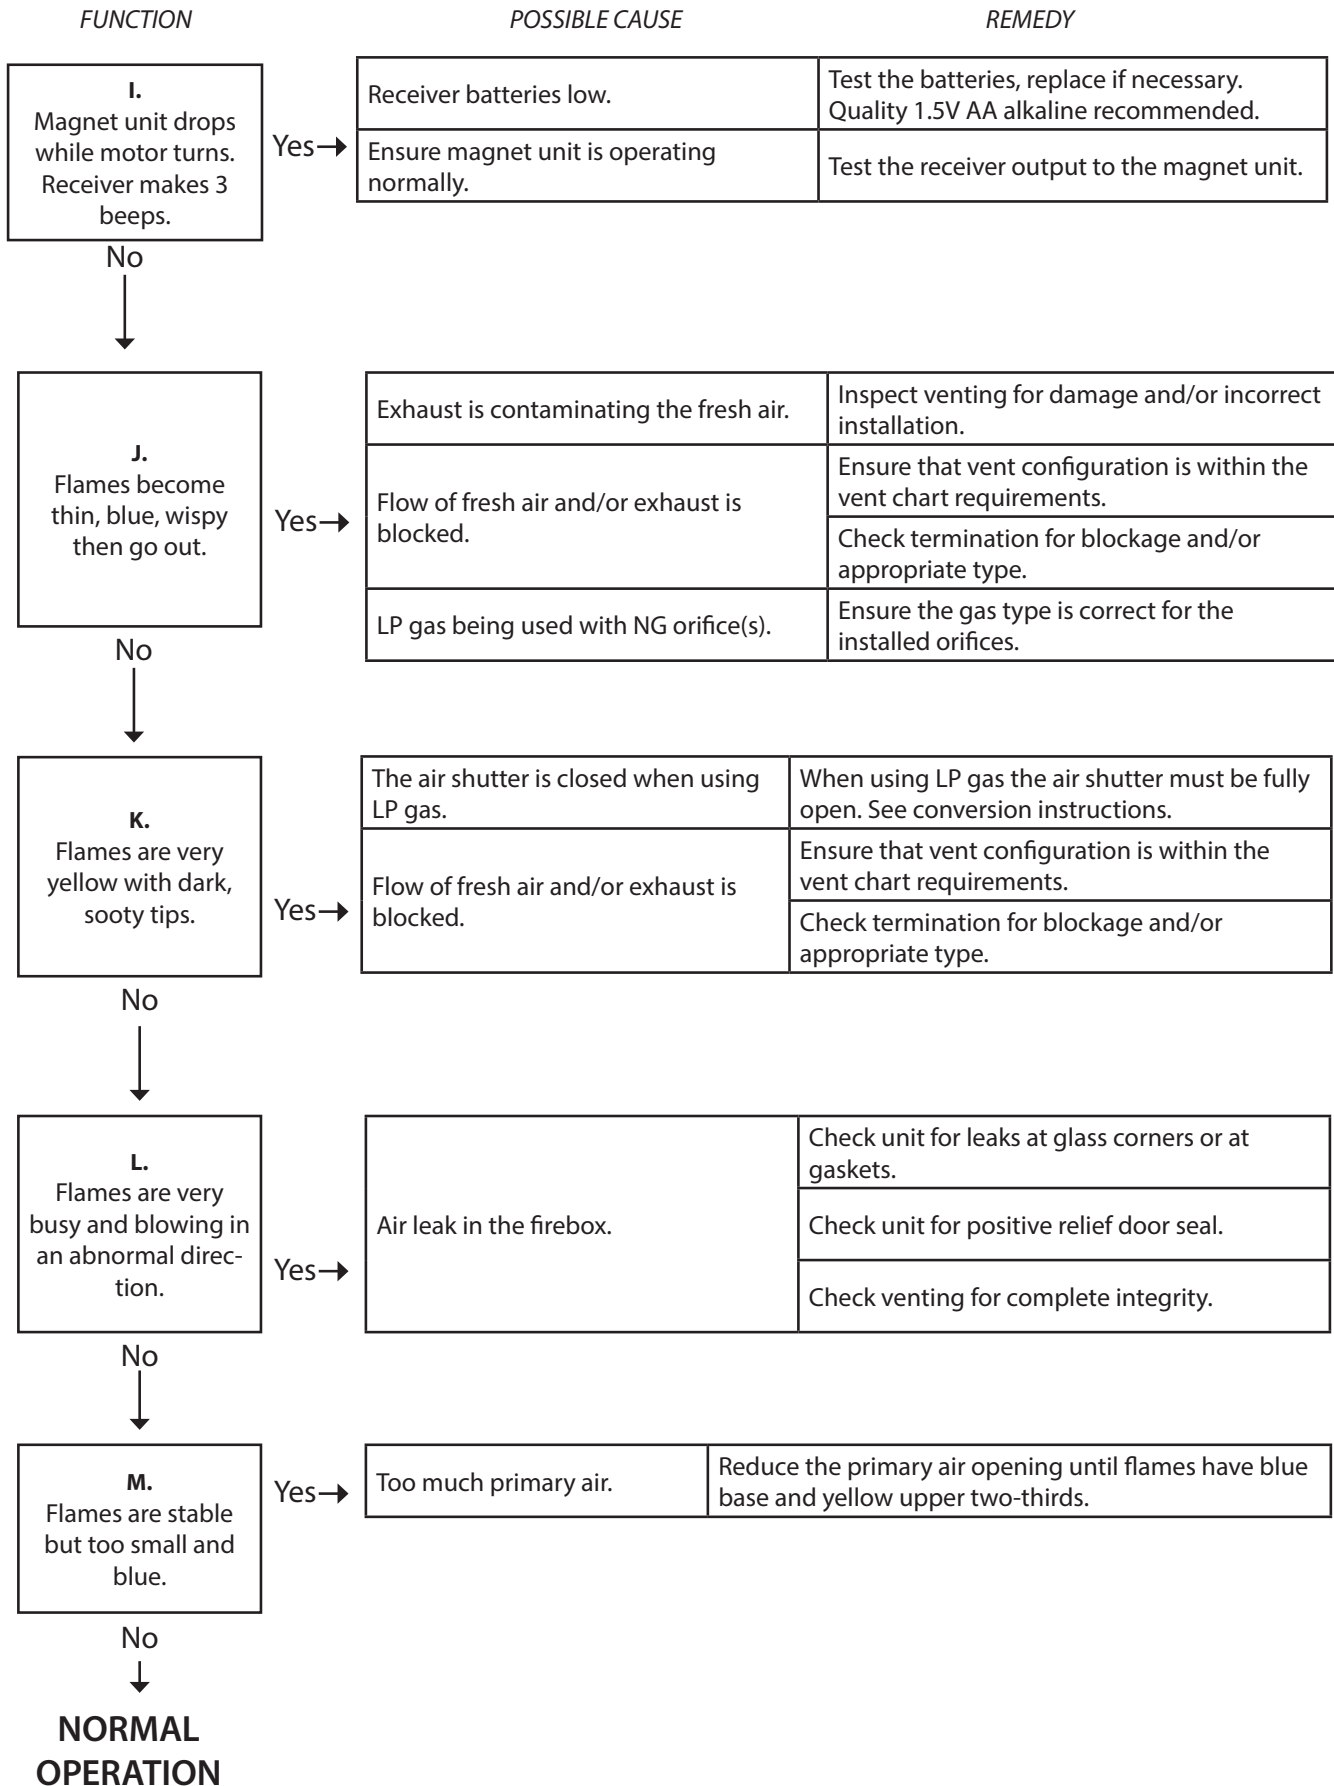 FUNCTION
POSSIBLE CAUSE
REMEDY
I.
Magnet unit drops
while motor turns.
Receiver makes 3
beeps.
Yes
Receiver batteries low.
Test the batteries, replace if necessary.
Quality 1.5V AA alkaline recommended.
Ensure magnet unit is operating
normally.
Test the receiver output to the magnet unit.
No
J.
Flames become
thin, blue, wispy
then go out.
Yes
Exhaust is contaminating the fresh air.
Inspect venting for damage and/or incorrect
installation.
Flow of fresh air and/or exhaust is
blocked.
Ensure that vent configuration is within the
vent chart requirements.
Check termination for blockage and/or
appropriate type.
LP gas being used with NG orifice(s).
Ensure the gas type is correct for the
installed orifices.
No
K.
Flames are very
yellow with dark,
sooty tips.
Yes
The air shutter is closed when using
LP gas.
When using LP gas the air shutter must be fully
open. See conversion instructions.
Flow of fresh air and/or exhaust is
blocked.
Ensure that vent configuration is within the
vent chart requirements.
Check termination for blockage and/or
appropriate type.
No
L.
Flames are very
busy and blowing in
an abnormal direc-
tion.
Yes
Air leak in the firebox.
Check unit for leaks at glass corners or at
gaskets.
Check unit for positive relief door seal.
Check venting for complete integrity.
No
M.
Flames are stable
but too small and
blue.
Yes
Too much primary air.
Reduce the primary air opening until flames have blue
base and yellow upper two-thirds.
No
NORMAL
OPERATION